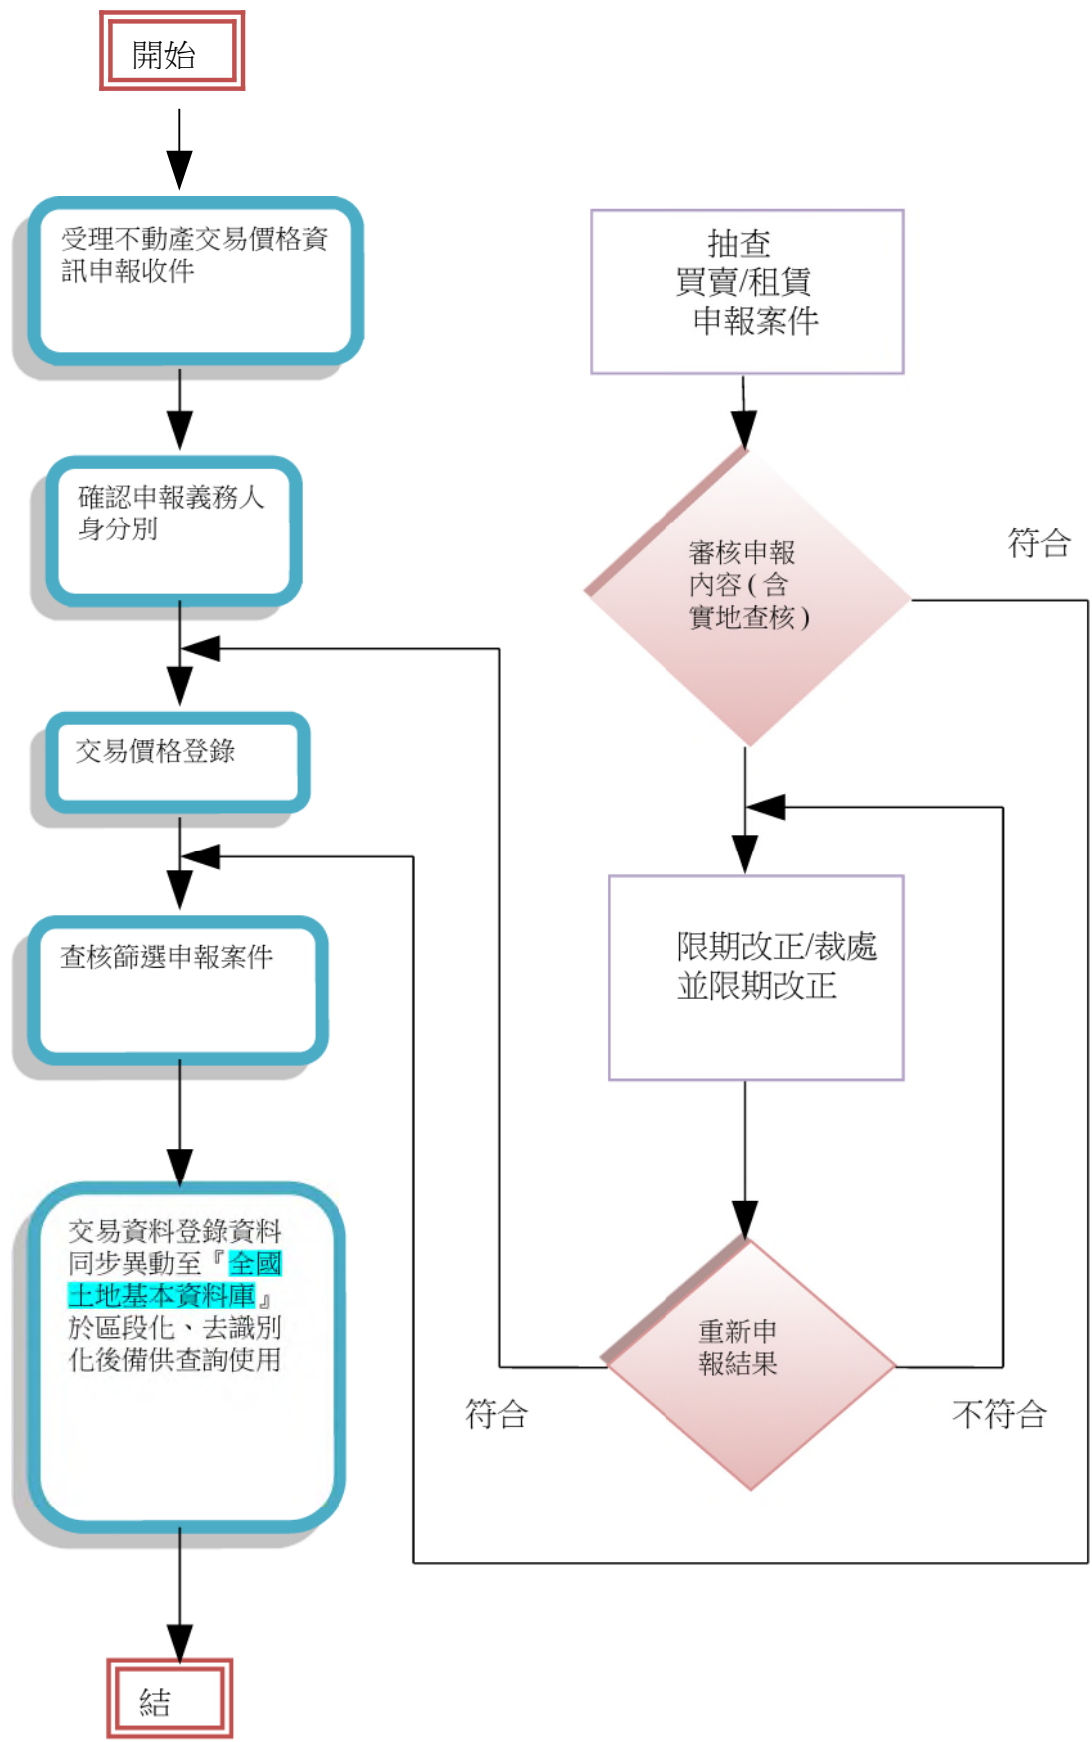 開始
受理不動產交易價格資
訊申報收件
確認申報義務人
身分別
交易價格登錄
查核篩選申報案件
交易資料登錄資料
同步異動至『全國
土地基本資料庫』
於區段化、去識別
化後備供查詢使用
結
抽查
買賣/租賃
申報案件
審核申報
內容(含
實地查核)
符合
限期改正/裁處
並限期改正
重新申
報結果
符合
不符合